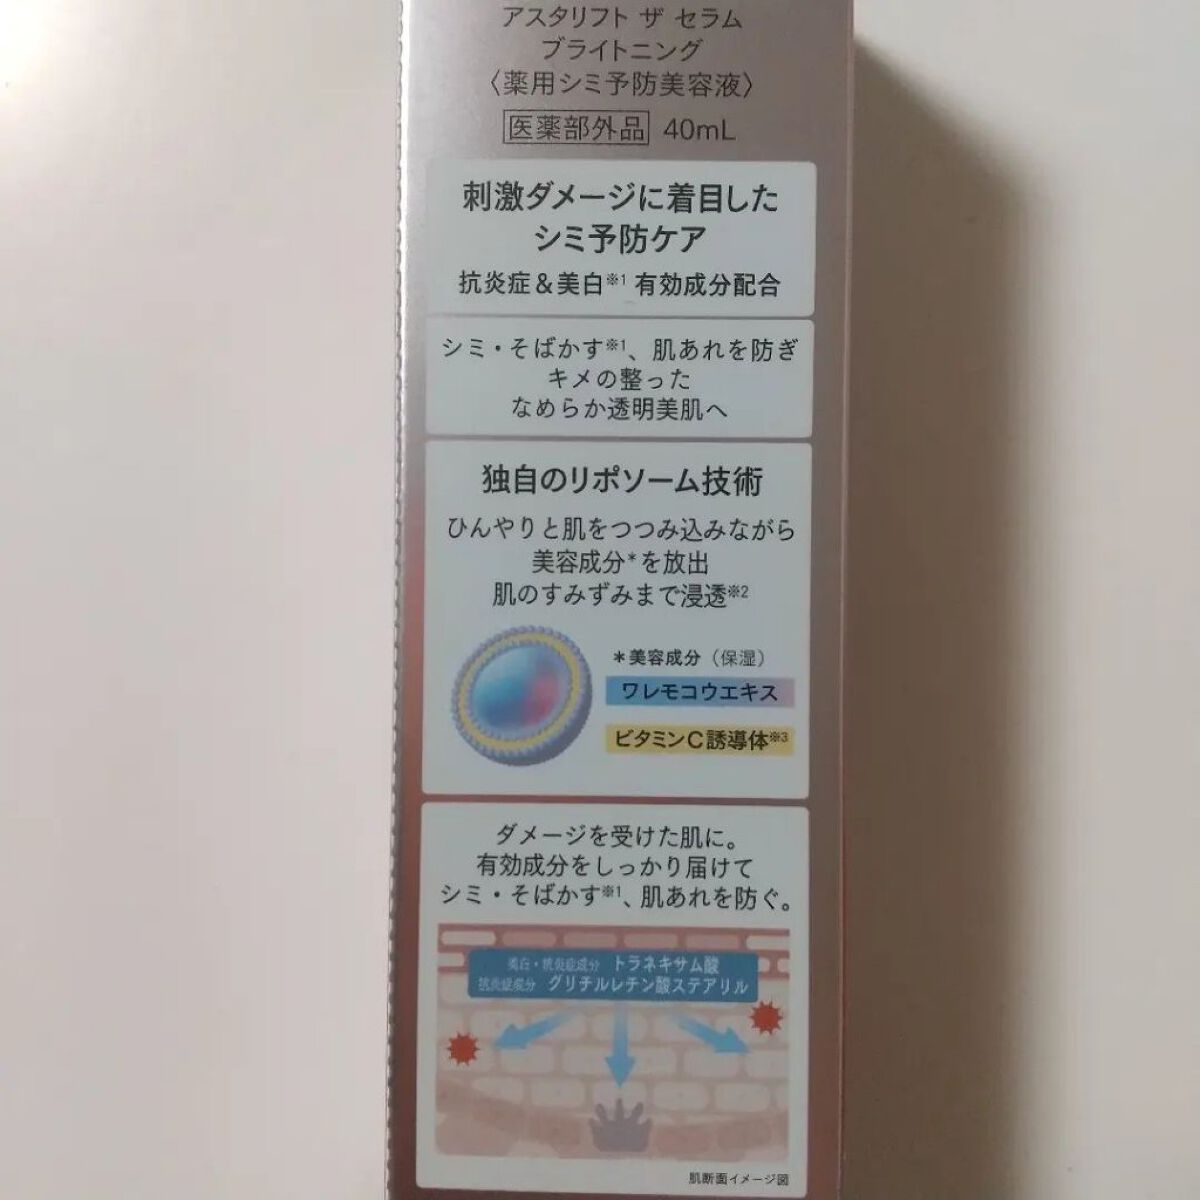 アスタリフト ザ セラム
ブライトニング
〈薬用シミ予防美容液〉
医薬部外品 40mL
刺激ダメージに着目した
シミ予防ケア
抗炎症＆美白※1 有効成分配合
シミ・そばかす※1、肌あれを防ぎ
キメの整った
なめらか透明美肌へ
独自のリポソーム技術
ひんやりと肌をつつみ込みながら
美容成分*を放出
肌のすみずみまで浸透※2
*美容成分（保湿）
ワレモコウエキス
ビタミンC誘導体※3
ダメージを受けた肌に。
有効成分をしっかり届けて
シミ・そばかす※1、肌あれを防ぐ。
美白・抗炎症成分 トラネキサム酸
抗炎症成分 グリチルレチン酸ステアリル
肌断面イメージ図